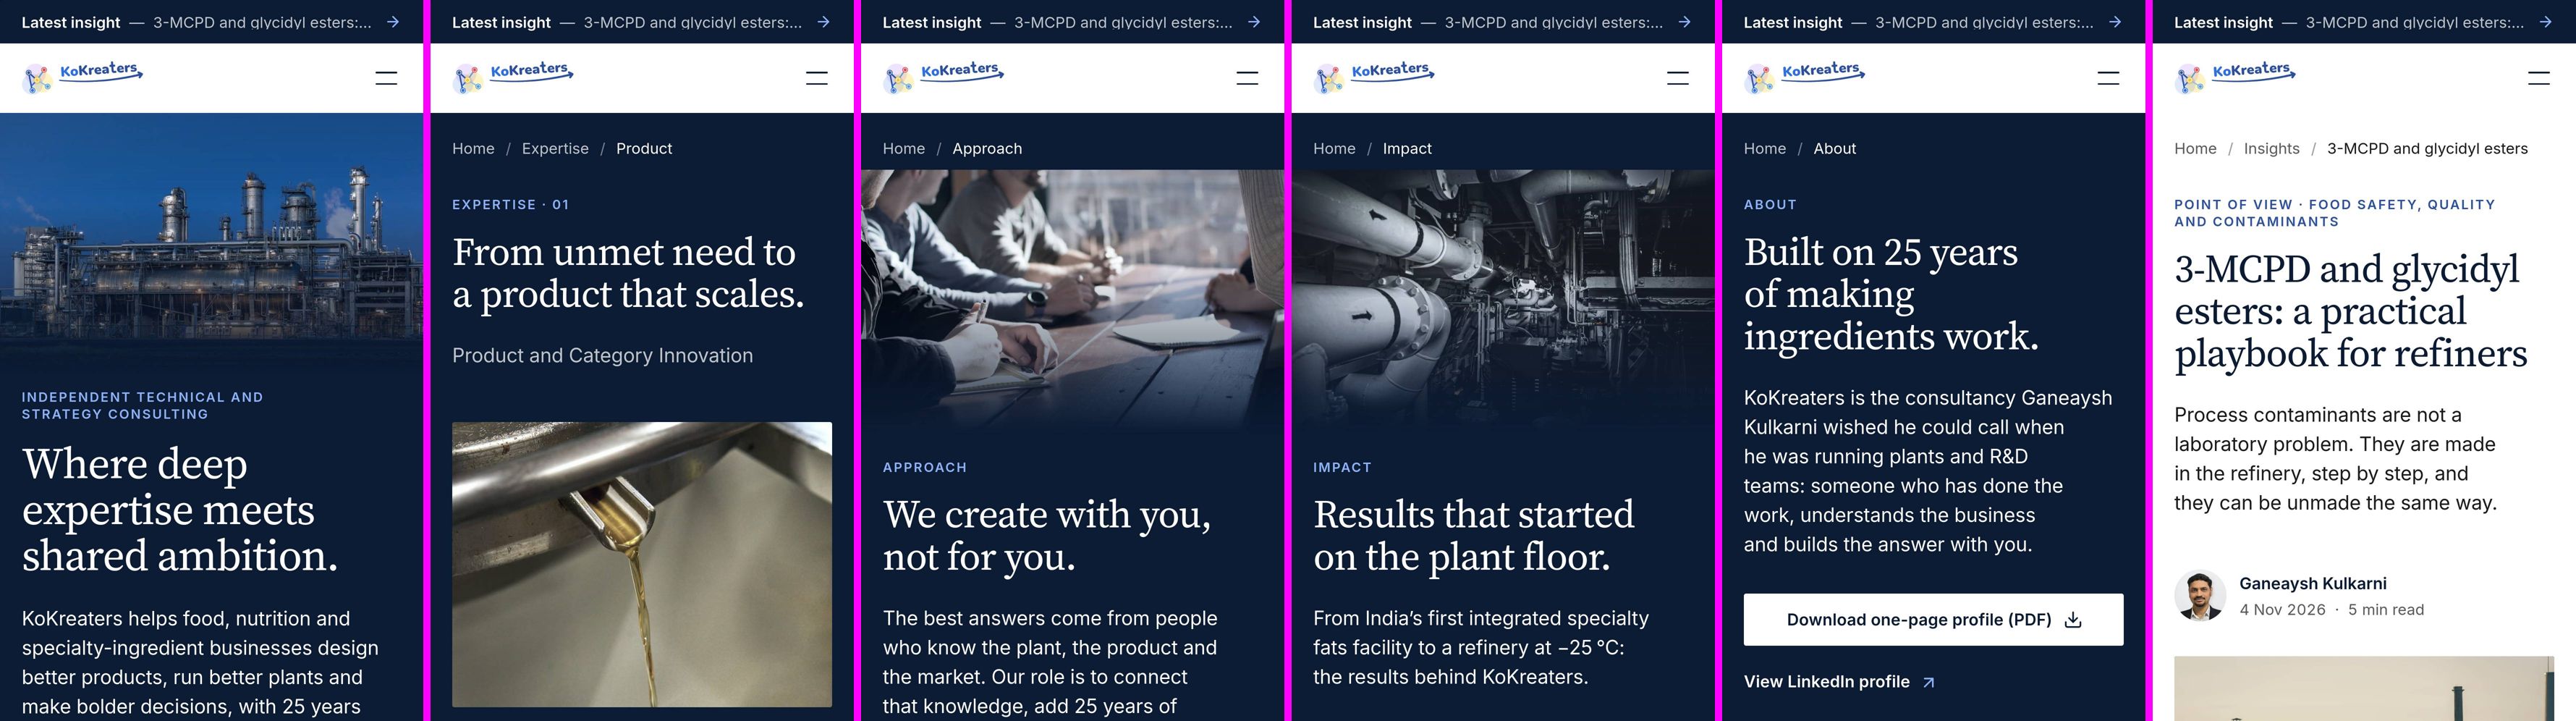 Latest insight — 3-MCPD and glycidyl esters:... →
KoKreaters
INDEPENDENT TECHNICAL AND
STRATEGY CONSULTING
Where deep
expertise meets
shared ambition.
KoKreaters helps food, nutrition and
specialty-ingredient businesses design
better products, run better plants and
make bolder decisions, with 25 years
Latest insight — 3-MCPD and glycidyl esters:... →
KoKreaters
Home / Expertise / Product
EXPERTISE · 01
From unmet need to
a product that scales.
Product and Category Innovation
Latest insight — 3-MCPD and glycidyl esters:... →
KoKreaters
Home / Approach
APPROACH
We create with you,
not for you.
The best answers come from people
who know the plant, the product and
the market. Our role is to connect
that knowledge, add 25 years of
Latest insight — 3-MCPD and glycidyl esters:... →
KoKreaters
Home / Impact
IMPACT
Results that started
on the plant floor.
From India’s first integrated specialty
fats facility to a refinery at −25 °C:
the results behind KoKreaters.
Latest insight — 3-MCPD and glycidyl esters:... →
KoKreaters
Home / About
ABOUT
Built on 25 years
of making
ingredients work.
KoKreaters is the consultancy Ganeaysh
Kulkarni wished he could call when
he was running plants and R&D
teams: someone who has done the
work, understands the business
and builds the answer with you.
Download one-page profile (PDF)
View LinkedIn profile ↗
Latest insight — 3-MCPD and glycidyl esters:... →
KoKreaters
Home / Insights / 3-MCPD and glycidyl esters
POINT OF VIEW · FOOD SAFETY, QUALITY
AND CONTAMINANTS
3-MCPD and glycidyl
esters: a practical
playbook for refiners
Process contaminants are not a
laboratory problem. They are made
in the refinery, step by step, and
they can be unmade the same way.
Ganeaysh Kulkarni
4 Nov 2026 · 5 min read